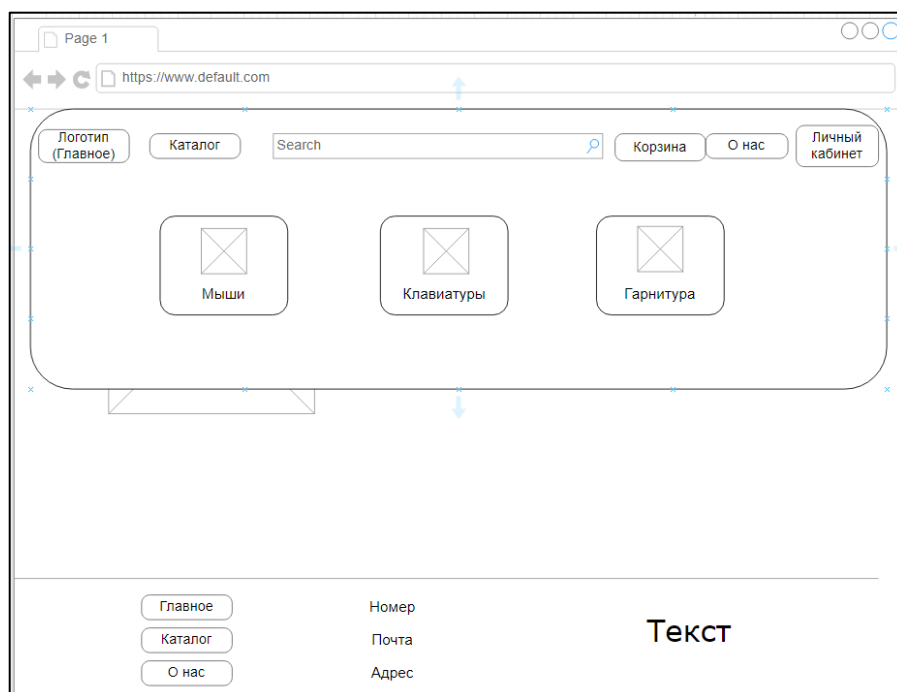 Page 1
https://www.default.com
Логотип
(Главное)
Каталог
Search
Корзина
О нас
Личный
кабинет
Мыши
Клавиатуры
Гарнитура
Главное
Номер
Каталог
Почта
О нас
Адрес
Текст